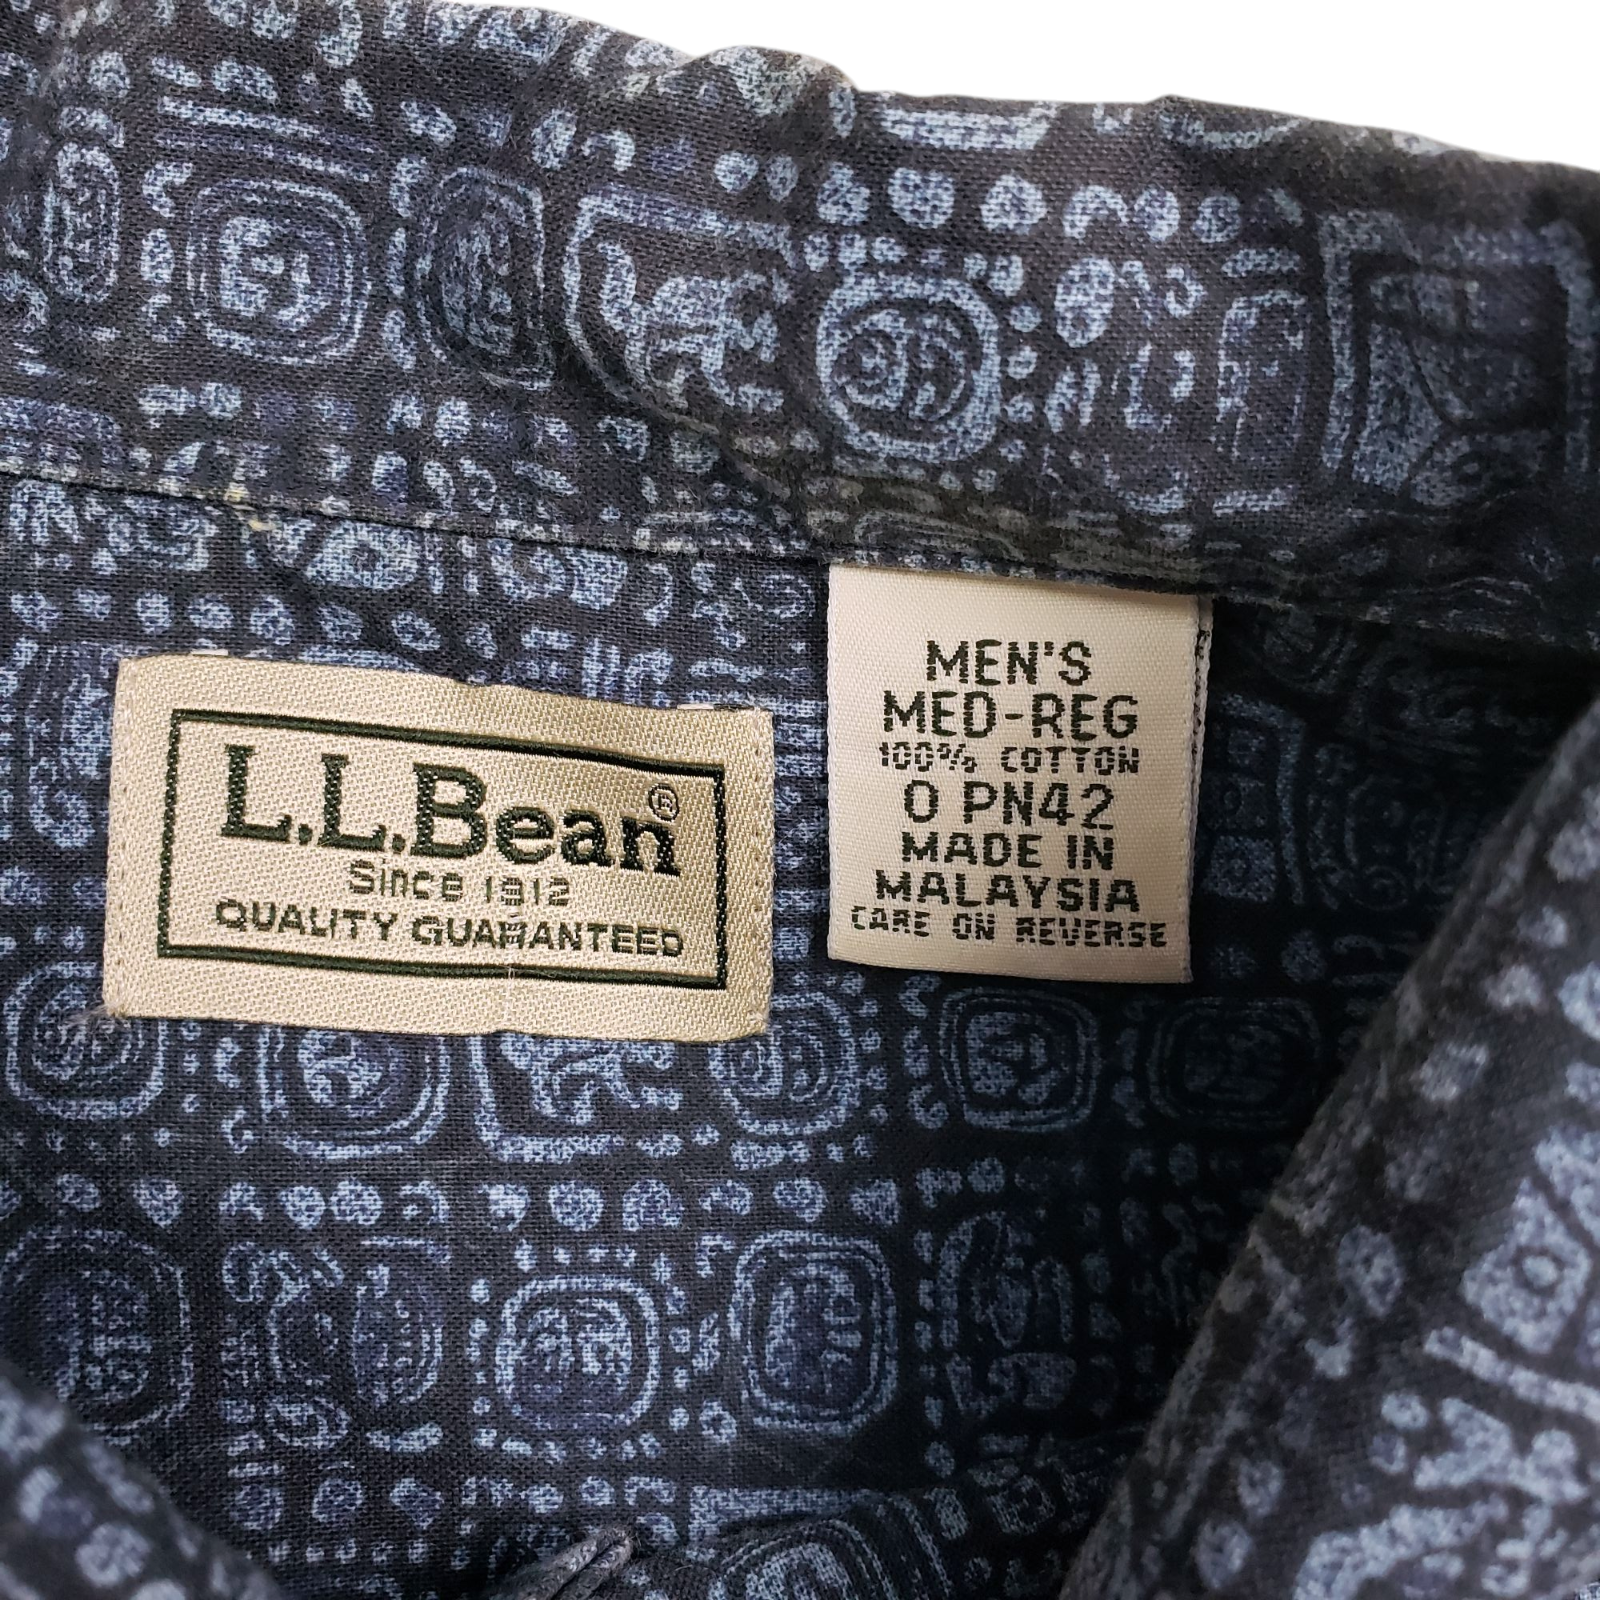 L.L.Bean®
Since 1912
QUALITY GUARANTEED
MEN'S
MED-REG
100% COTTON
0 PN42
MADE IN
MALAYSIA
CARE ON REVERSE